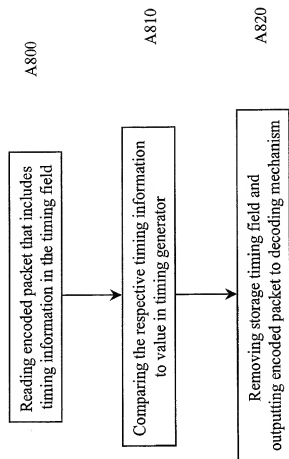 A800
Reading encoded packet that includes
timing information in the timing field
A810
Comparing the respective timing information
to value in timing generator
A820
Removing storage timing field and
outputting encoded packet to decoding mechanism